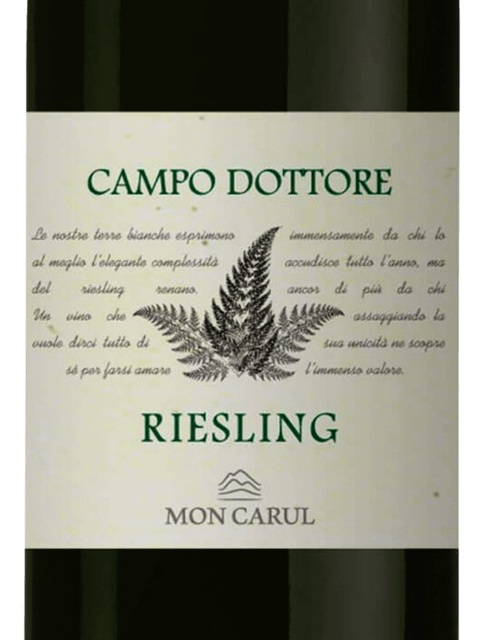 CAMPO DOTTORE
Le nostre terre bianche esprimono
al meglio l'elegante complessità
del riesling renano.
Un vino che
vuole dirci tutto di
sé per farsi amare
immensamente da chi lo
accudisce tutto l'anno, ma
ancor di più da chi
assaggiando la
sua unicità ne scopre
l'immenso valore.
RIESLING
MON CARUL